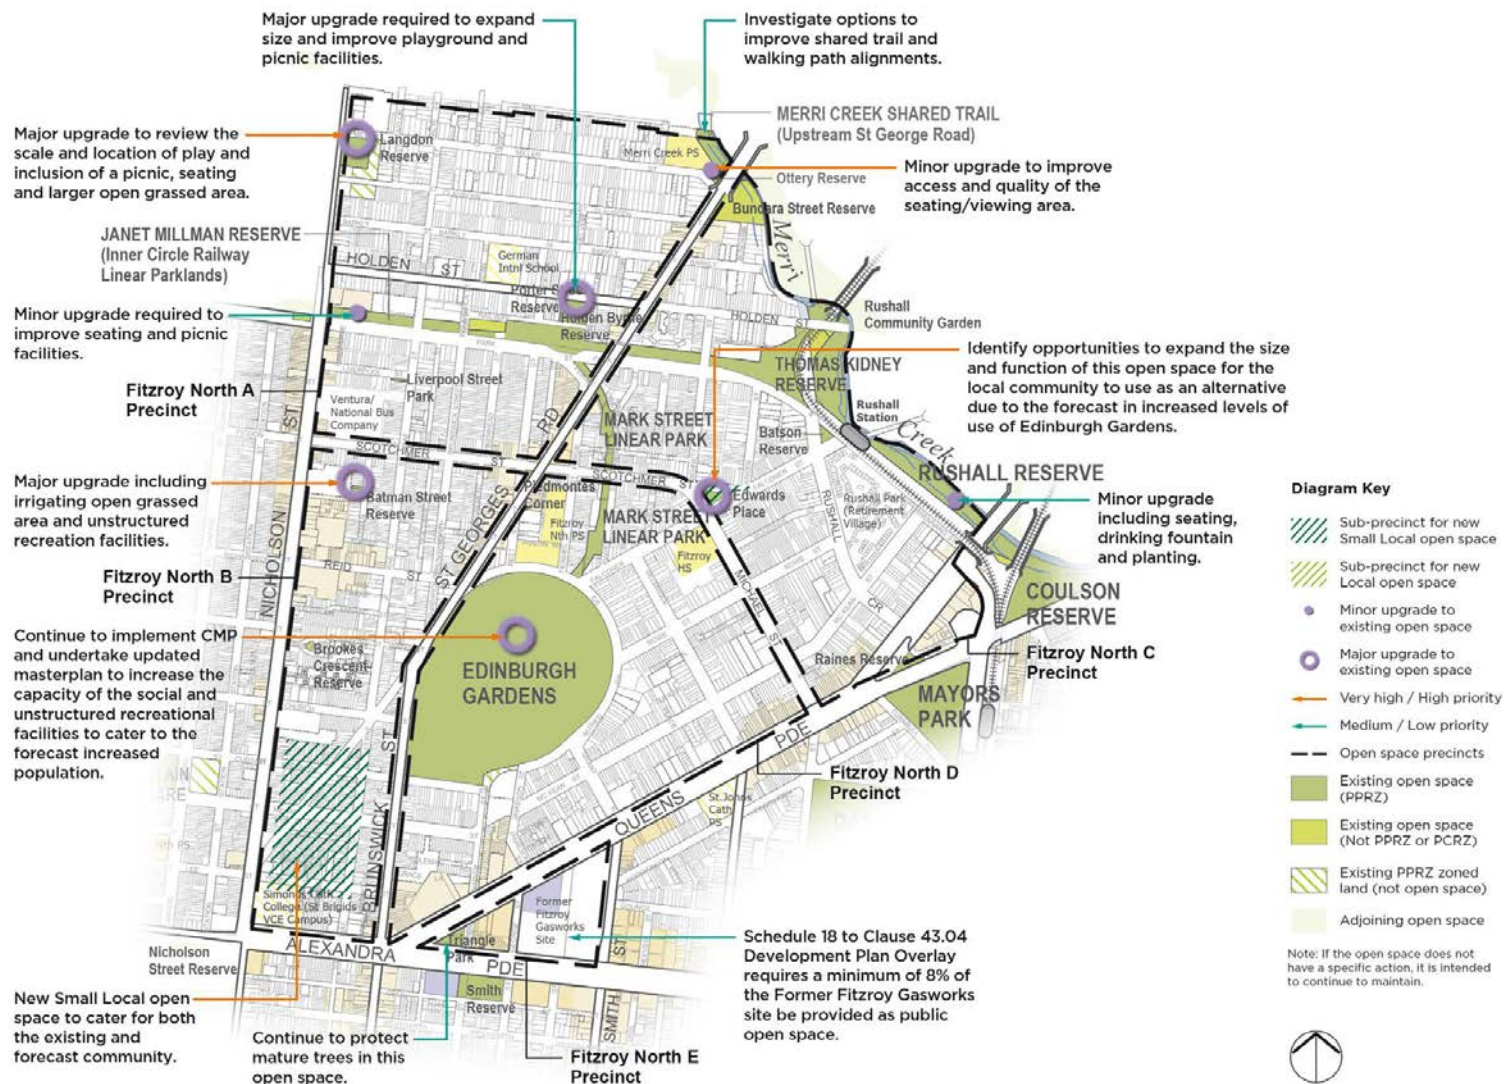 Major upgrade required to expand
size and improve playground and
picnic facilities.
Investigate options to
improve shared trail and
walking path alignments.
MERRI CREEK SHARED TRAIL
(Upstream St George Road)
Major upgrade to review the
scale and location of play and
inclusion of a picnic, seating
and larger open grassed area.
Langdon
Reserve
Merri Creek PS
Ottery Reserve
Minor upgrade to improve
access and quality of the
seating/viewing area.
Bundara Street Reserve
Merri
JANET MILLMAN RESERVE
(Inner Circle Railway
Linear Parklands)
German
Intnl School
HOLDEN ST
Reserve
Holden
Reserve
HOLDEN ST
Rushall
Community Garden
Minor upgrade required to
improve seating and picnic
facilities.
PARK ST
THOMAS KIDNEY
RESERVE
Identify opportunities to expand the size
and function of this open space for the
local community to use as an alternative
due to the forecast in increased levels of
use of Edinburgh Gardens.
Fitzroy North A
Precinct
Liverpool Street
Park
Ventura/
National Bus
Company
Rushall
Station
MARK STREET
LINEAR PARK
Batson
Reserve
Creek
SCOTCHMER ST
SCOTCHMER ST
RUSHALL RESERVE
Major upgrade including
irrigating open grassed
area and unstructured
recreation facilities.
Batman Street
Reserve
Piedmontes
Corner
Edwards
Place
Rushall Park
(Retirement
Village)
RUSHALL
CR
Minor upgrade
including seating,
drinking fountain
and planting.
MARK STREET
LINEAR PARK
Fitzroy
Nth PS
Fitzroy
HS
ST GEORGES RD
NICHOLSON ST
REID ST
MICHAEL ST
Fitzroy North B
Precinct
COULSON
RESERVE
Continue to implement CMP
and undertake updated
masterplan to increase the
capacity of the social and
unstructured recreational
facilities to cater to the
forecast increased
population.
Brookes
Crescent
Reserve
EDINBURGH
GARDENS
Raines Reserve
Fitzroy North C
Precinct
MAYORS
PARK
BRUNSWICK ST
QUEENS PDE
Fitzroy North D
Precinct
St Johns
Cath
PS
Simonds Cath
College (St Brigids
VCE Campus)
Former
Fitzroy
Gasworks
Site
Nicholson
Street Reserve
ALEXANDRA PDE
Triangle
Park
Smith
Reserve
SMITH ST
Schedule 18 to Clause 43.04
Development Plan Overlay
requires a minimum of 8% of
the Former Fitzroy Gasworks
site be provided as public
open space.
New Small Local open
space to cater for both
the existing and
forecast community.
Continue to protect
mature trees in this
open space.
Fitzroy North E
Precinct
Diagram Key
Sub-precinct for new
Small Local open space
Sub-precinct for new
Local open space
Minor upgrade to
existing open space
Major upgrade to
existing open space
Very high / High priority
Medium / Low priority
Open space precincts
Existing open space
(PPRZ)
Existing open space
(Not PPRZ or PCRZ)
Existing PPRZ zoned
land (not open space)
Adjoining open space
Note: If the open space does not
have a specific action, it is intended
to continue to maintain.